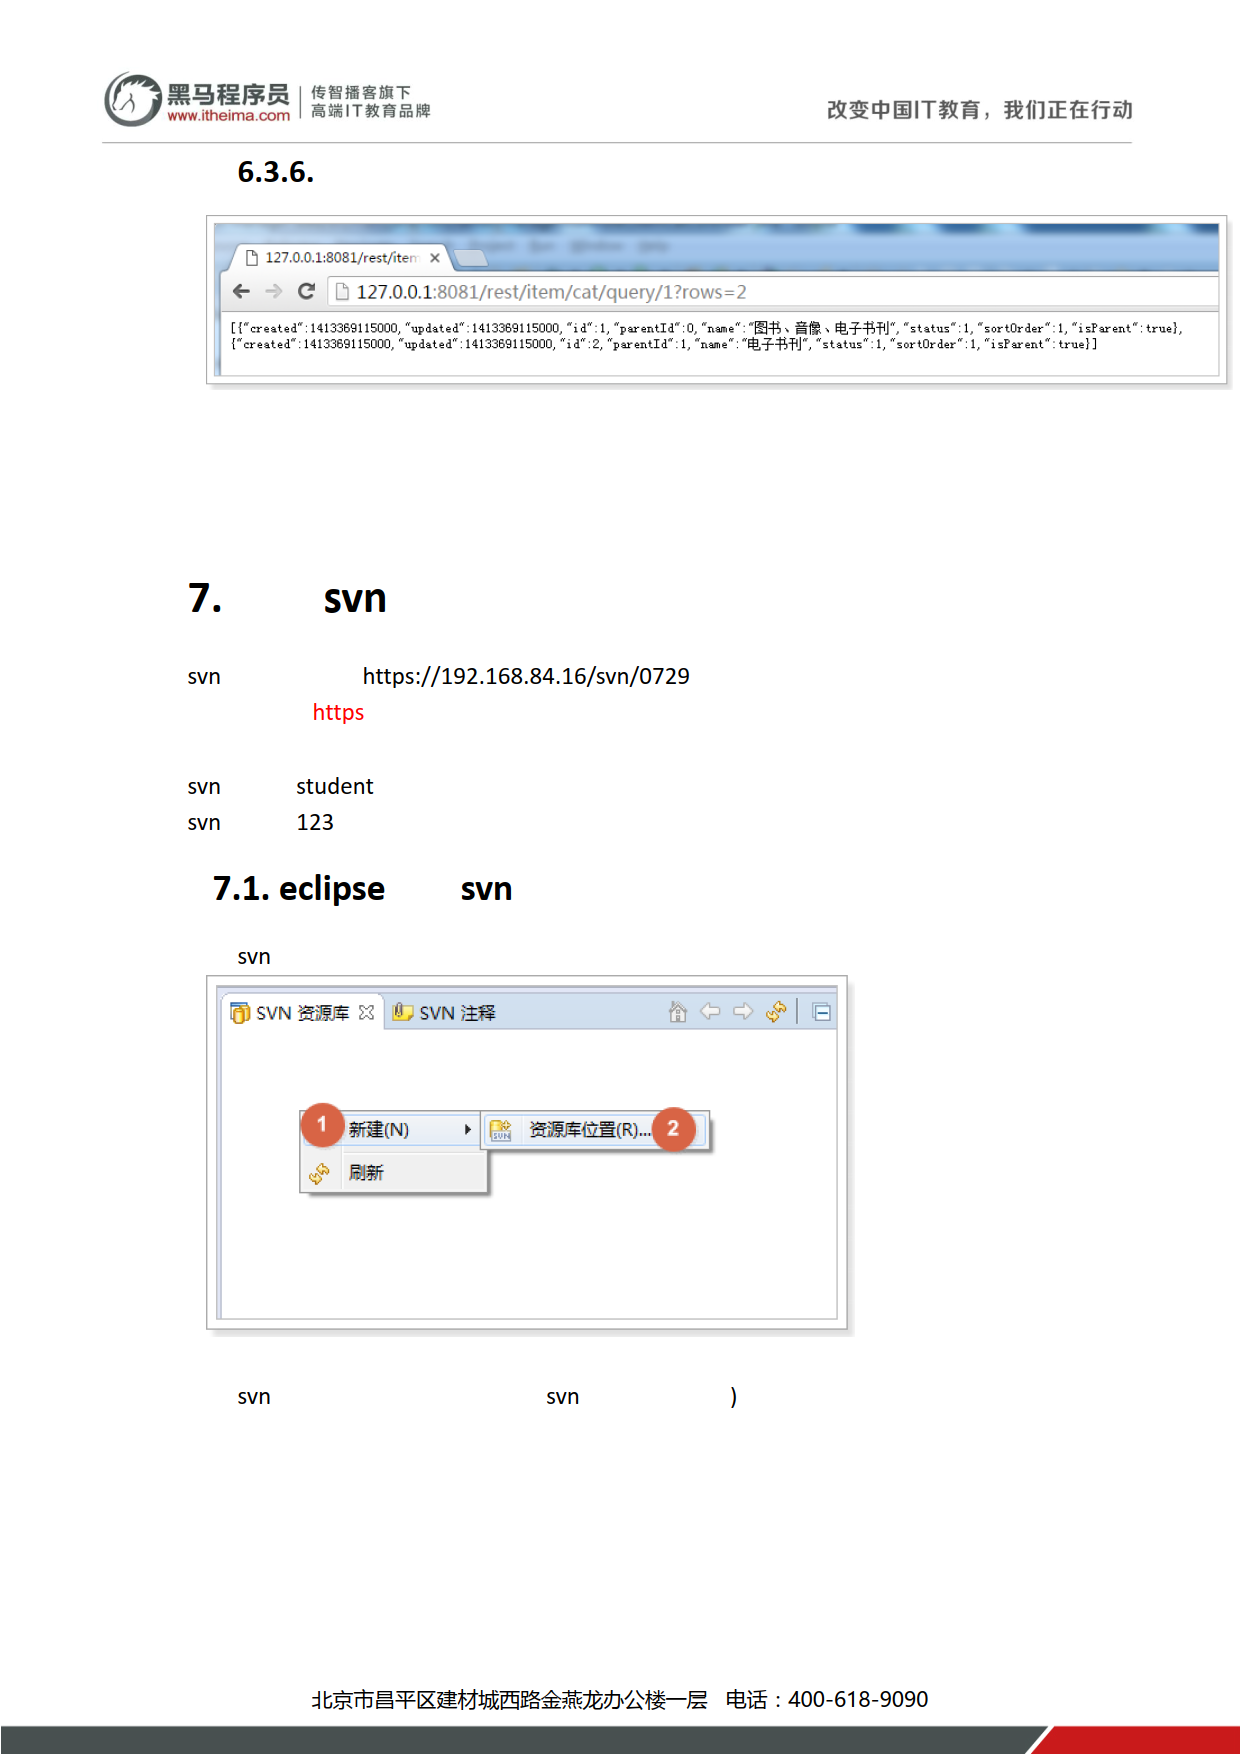 黑马程序员 传智播客旗下
www.itheima.com 高端IT教育品牌
改变中国IT教育，我们正在行动
6.3.6.
127.0.0.1:8081/rest/item
127.0.0.1:8081/rest/item/cat/query/1?rows=2
[{"created":1413369115000,"updated":1413369115000,"id":1,"parentId":0,"name":"图书、音像、电子书刊","status":1,"sortOrder":1,"isParent":true},
{"created":1413369115000,"updated":1413369115000,"id":2,"parentId":1,"name":"电子书刊","status":1,"sortOrder":1,"isParent":true}]
7. svn
svn https://192.168.84.16/svn/0729
https
svn student
svn 123
7.1. eclipse svn
svn
SVN 资源库 SVN 注释
1 新建(N) 资源库位置(R)... 2
刷新
svn svn )
北京市昌平区建材城西路金燕龙办公楼一层 电话：400-618-9090